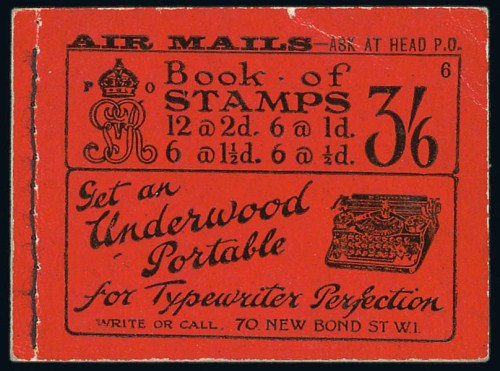 AIR MAILS—ASK AT HEAD P.O.
6
P O
GR
Book of
STAMPS
12 @ 2d. 6 @ 1d.
6 @ 1½d. 6 @ ½d.
3/6
Get an
Underwood
Portable
for Typewriter Perfection
WRITE OR CALL. 70 NEW BOND ST W.1.